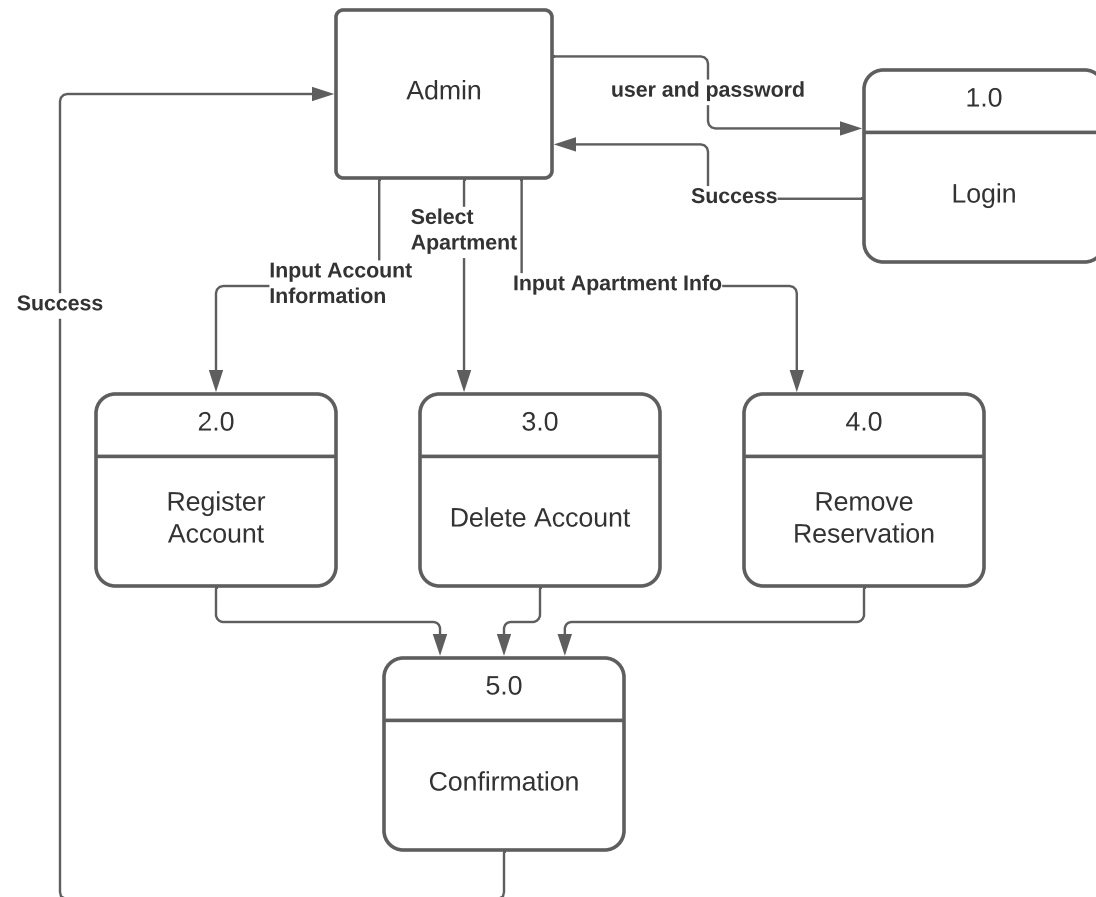 Admin
user and password
1.0
Login
Success
Select
Apartment
Input Account
Information
Input Apartment Info
Success
2.0
Register
Account
3.0
Delete Account
4.0
Remove
Reservation
5.0
Confirmation